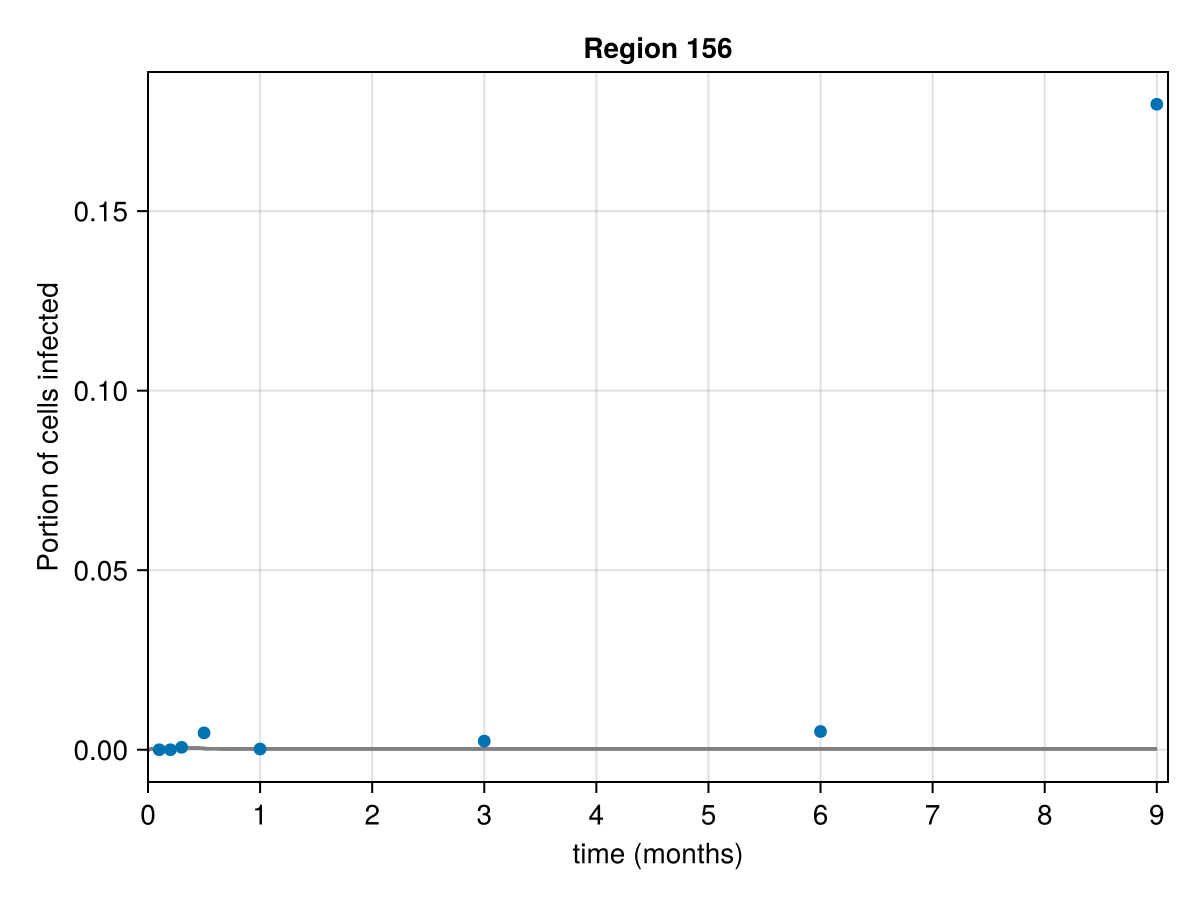 Region 156
Portion of cells infected
0.15
0.10
0.05
0.00
0 1 2 3 4 5 6 7 8 9
time (months)